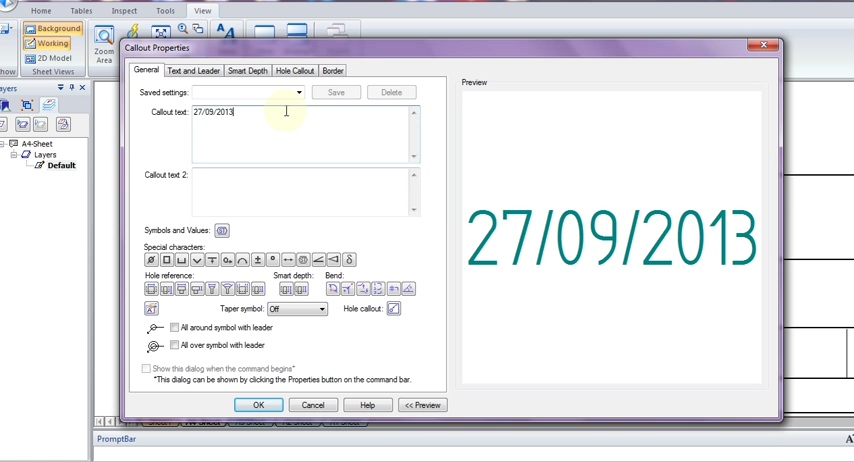 Home Tables Inspect Tools View
Background
Working
2D Model
Zoom
Area
Sheet Views
A4-Sheet
Layers
Default
Callout Properties
General Text and Leader Smart Depth Hole Callout Border
Saved settings: Save Delete
Callout text: 27/09/2013
Callout text 2:
Symbols and Values:
Special characters:
Hole reference: Smart depth: Bend:
Taper symbol: Off Hole callout:
All around symbol with leader
All over symbol with leader
Show this dialog when the command begins*
*This dialog can be shown by clicking the Properties button on the command bar.
OK Cancel Help << Preview
Preview
27/09/2013
PromptBar